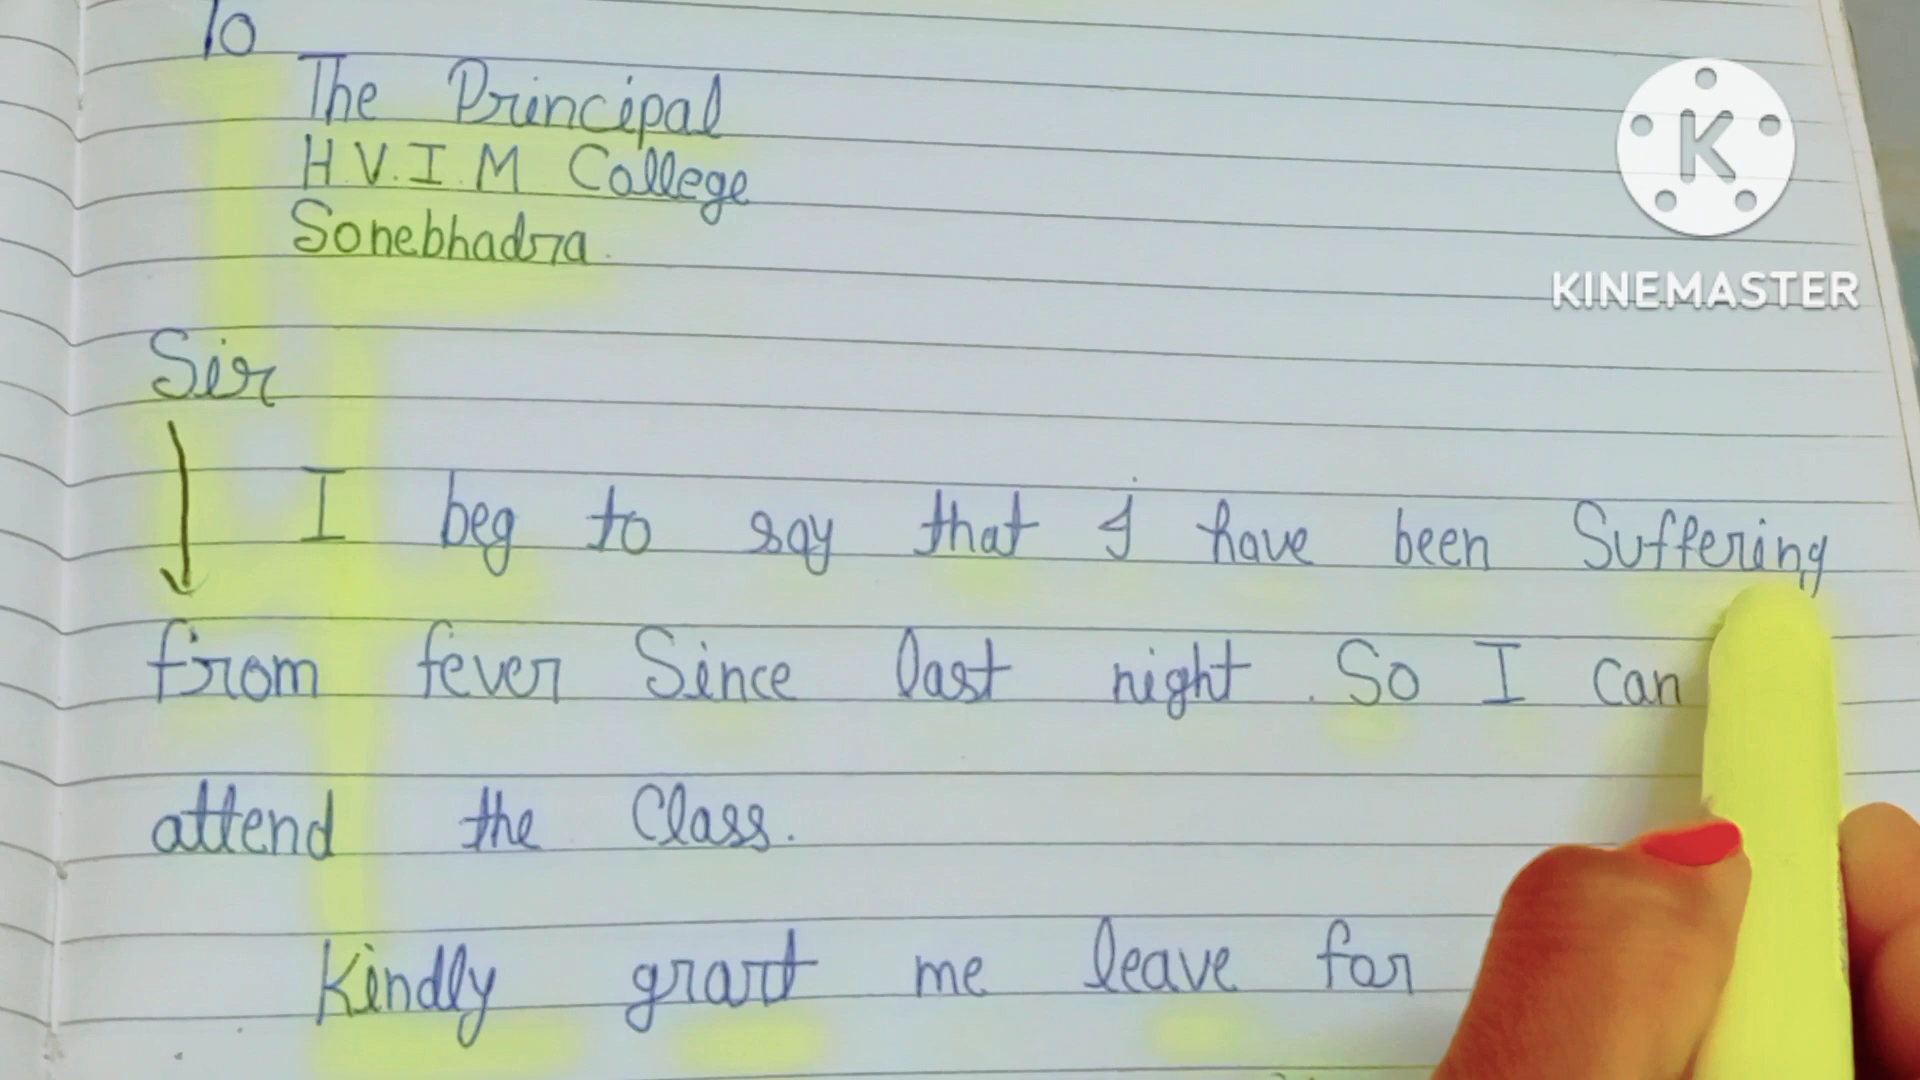 To
The Principal
H.V.I.M College
Sonebhadra.
Sir
I beg to say that I have been Suffering
from fever Since last night. So I can
attend the Class.
Kindly grant me leave for
K
KINEMASTER